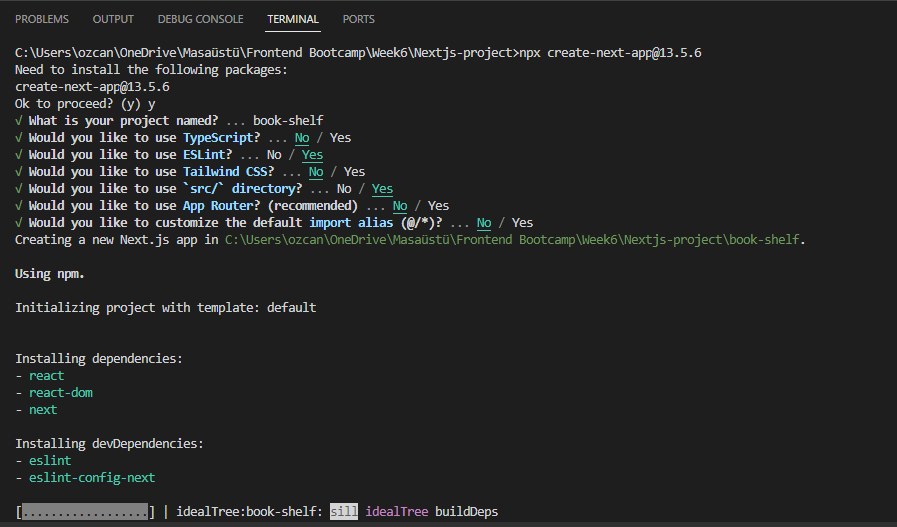 PROBLEMS OUTPUT DEBUG CONSOLE TERMINAL PORTS
C:\Users\ozcan\OneDrive\Masaüstü\Frontend Bootcamp\Week6\Nextjs-project>npx create-next-app@13.5.6
Need to install the following packages:
create-next-app@13.5.6
Ok to proceed? (y) y
√ What is your project named? ... book-shelf
√ Would you like to use TypeScript? ... No / Yes
√ Would you like to use ESLint? ... No / Yes
√ Would you like to use Tailwind CSS? ... No / Yes
√ Would you like to use `src/` directory? ... No / Yes
√ Would you like to use App Router? (recommended) ... No / Yes
√ Would you like to customize the default import alias (@/*)? ... No / Yes
Creating a new Next.js app in C:\Users\ozcan\OneDrive\Masaüstü\Frontend Bootcamp\Week6\Nextjs-project\book-shelf.
Using npm.
Initializing project with template: default
Installing dependencies:
- react
- react-dom
- next
Installing devDependencies:
- eslint
- eslint-config-next
[..................] | idealTree:book-shelf: sill idealTree buildDeps